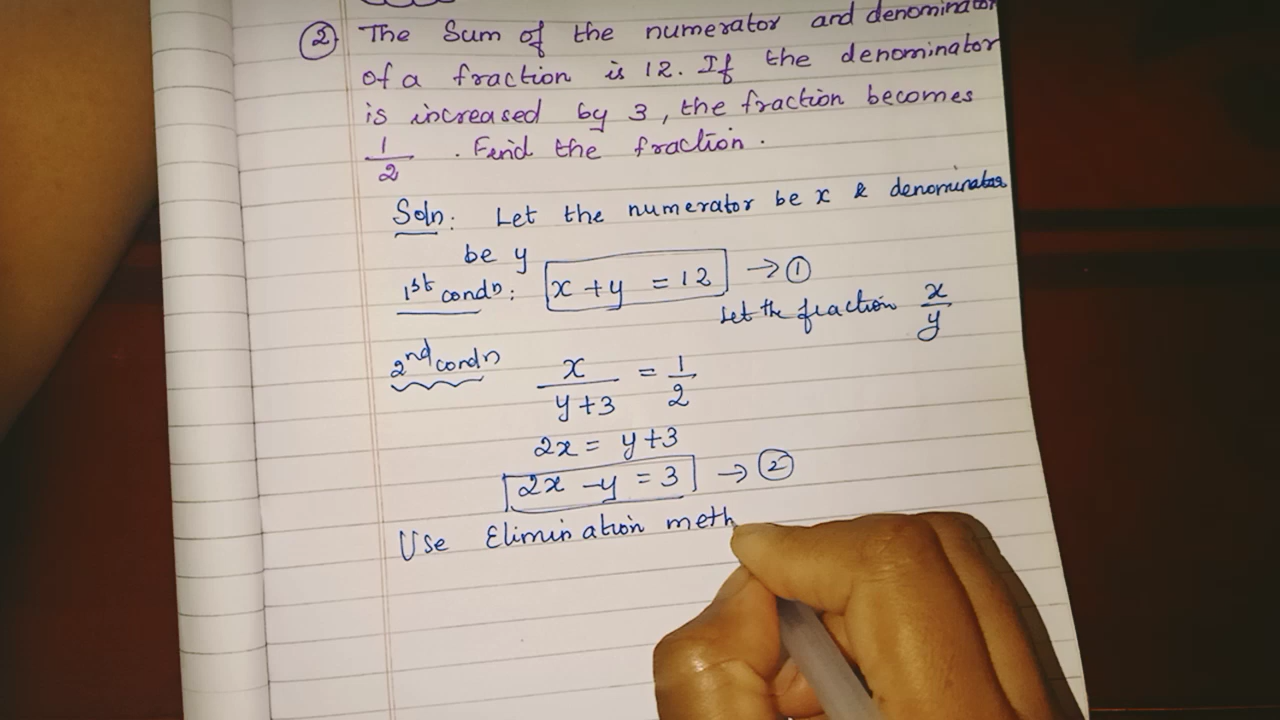 ② The Sum of the numerator and denominator
of a fraction is 12. If the denominator
is increased by 3, the fraction becomes
1/2 . Find the fraction.
Soln: Let the numerator be x & denominator
be y
1st condn: x + y = 12 → ①
Let the fraction x/y
2nd condn x/(y+3) = 1/2
2x = y+3
2x - y = 3 → ②
Use Elimination meth